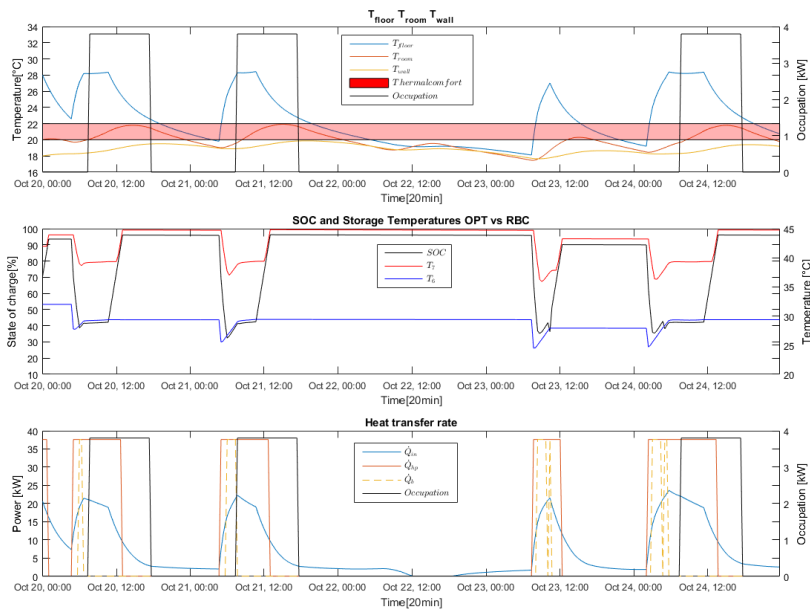 T_floor T_room T_wall
34
32
30
28
26
24
22
20
18
16
Temperature[°C]
T_floor
T_room
T_wall
Thermalcomfort
Occupation
4
3
2
1
0
Occupation [kW]
Oct 20, 00:00 Oct 20, 12:00 Oct 21, 00:00 Oct 21, 12:00 Oct 22, 00:00 Oct 22, 12:00 Oct 23, 00:00 Oct 23, 12:00 Oct 24, 00:00 Oct 24, 12:00
Time[20min]
SOC and Storage Temperatures OPT vs RBC
100
90
80
70
60
50
40
30
20
10
State of charge[%]
SOC
T_7
T_6
45
40
35
30
25
20
Temperature [°C]
Oct 20, 00:00 Oct 20, 12:00 Oct 21, 00:00 Oct 21, 12:00 Oct 22, 00:00 Oct 22, 12:00 Oct 23, 00:00 Oct 23, 12:00 Oct 24, 00:00 Oct 24, 12:00
Time[20min]
Heat transfer rate
40
35
30
25
20
15
10
5
0
Power [kW]
Q̇_in
Q̇_hp
Q̇_b
Occupation
4
3
2
1
0
Occupation [kW]
Oct 20, 00:00 Oct 20, 12:00 Oct 21, 00:00 Oct 21, 12:00 Oct 22, 00:00 Oct 22, 12:00 Oct 23, 00:00 Oct 23, 12:00 Oct 24, 00:00 Oct 24, 12:00
Time[20min]